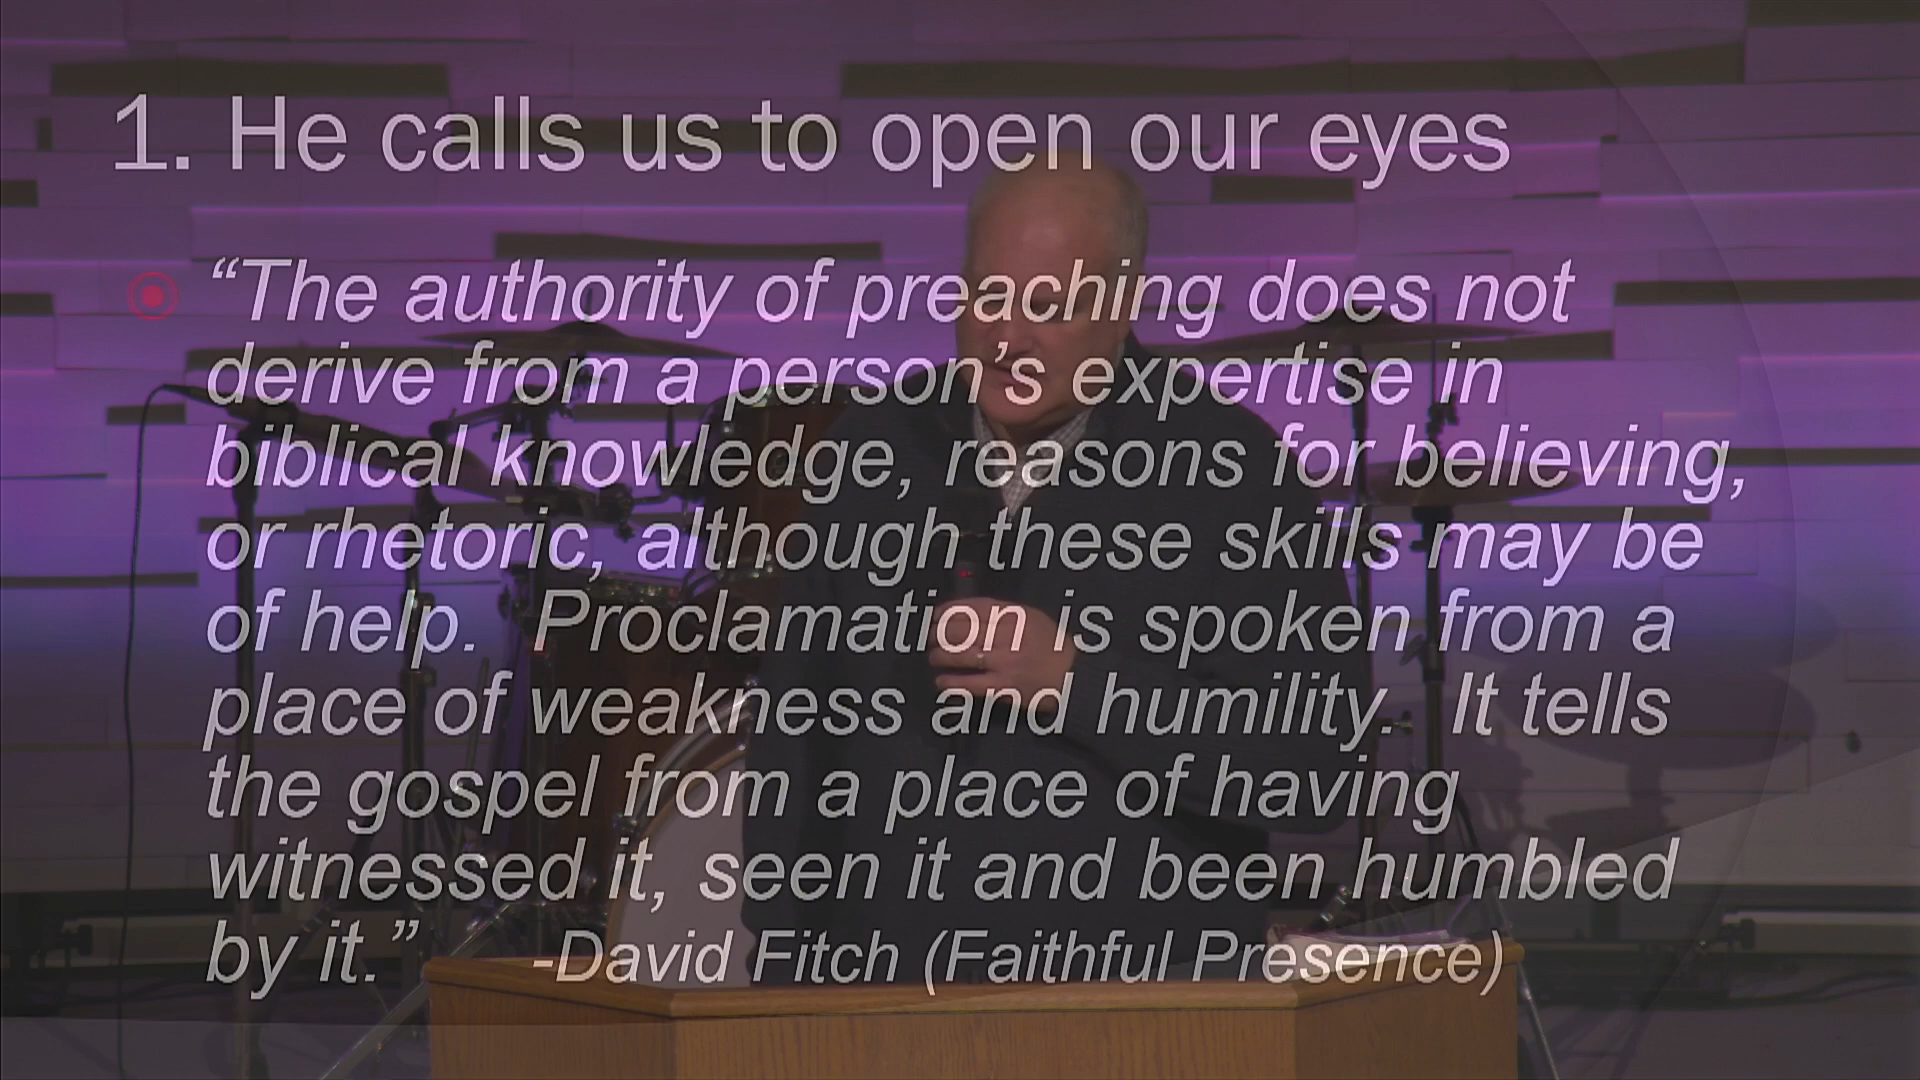 1. He calls us to open our eyes
“The authority of preaching does not
derive from a person’s expertise in
biblical knowledge, reasons for believing,
or rhetoric, although these skills may be
of help.  Proclamation is spoken from a
place of weakness and humility.  It tells
the gospel from a place of having
witnessed it, seen it and been humbled
by it.”     -David Fitch (Faithful Presence)